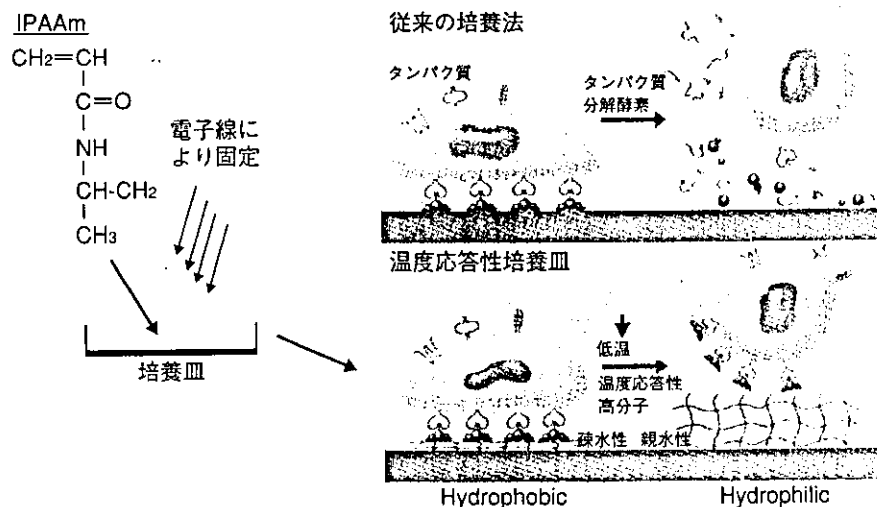 IPAAm
CH₂=CH
C=O
NH
CH-CH₂
CH₃
電子線に
より固定
培養皿
従来の培養法
タンパク質
タンパク質
分解酵素
温度応答性培養皿
低温
温度応答性
高分子
疎水性 親水性
Hydrophobic
Hydrophilic